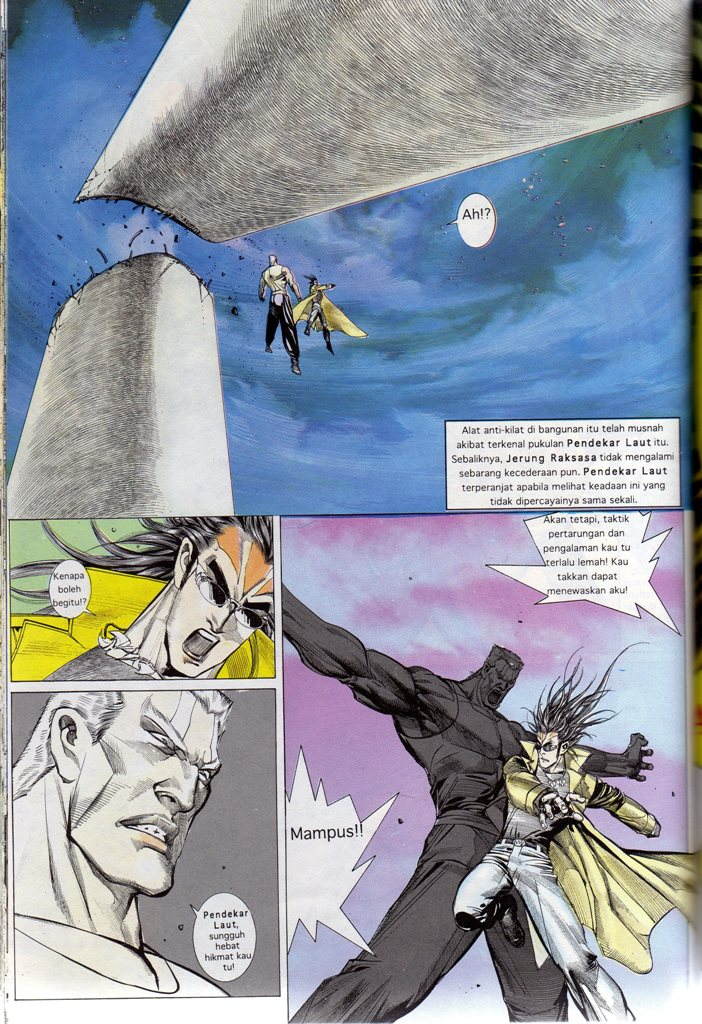 Ah!?
Alat anti-kilat di bangunan itu telah musnah
akibat terkenal pukulan Pendekar Laut itu.
Sebaliknya, Jerung Raksasa tidak mengalami
sebarang kecederaan pun. Pendekar Laut
terperanjat apabila melihat keadaan ini yang
tidak dipercayainya sama sekali.
Kenapa
boleh
begitu!?
Pendekar
Laut,
sungguh
hebat
hikmat kau
tu!
Akan tetapi, taktik
pertarungan dan
pengalaman kau tu
terlalu lemah! Kau
takkan dapat
menewaskan aku!
Mampus!!